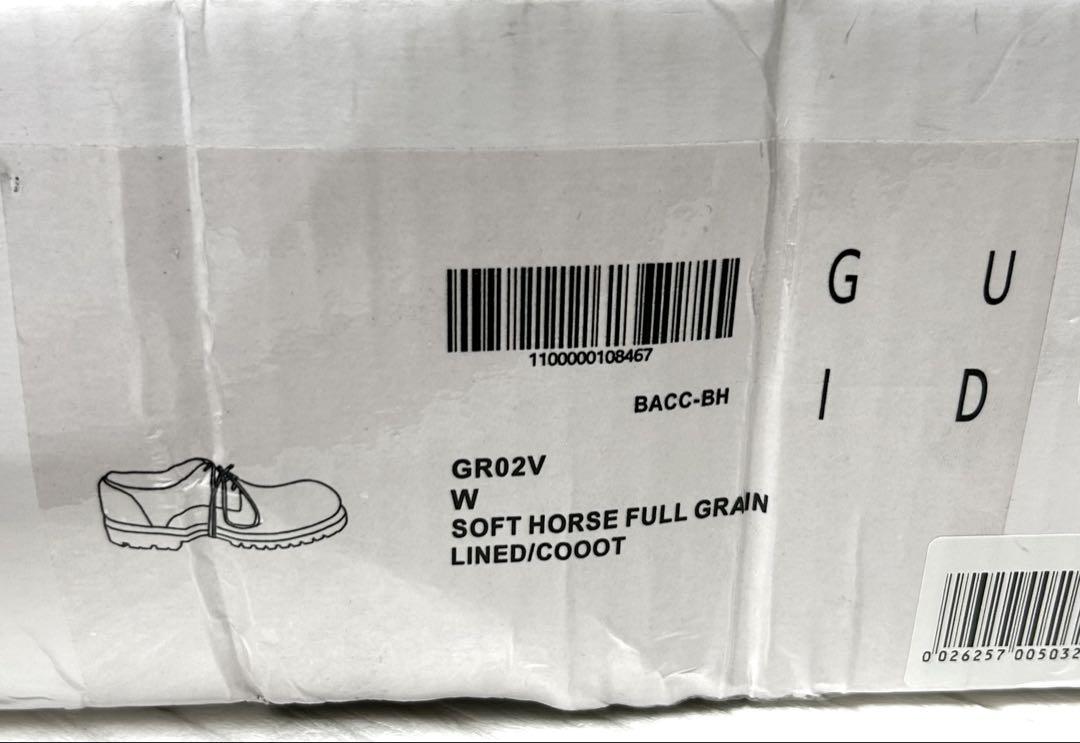 G U
I D
1100000108467
BACC-BH
GR02V
W
SOFT HORSE FULL GRAIN
LINED/COOOT
0 026257 005032